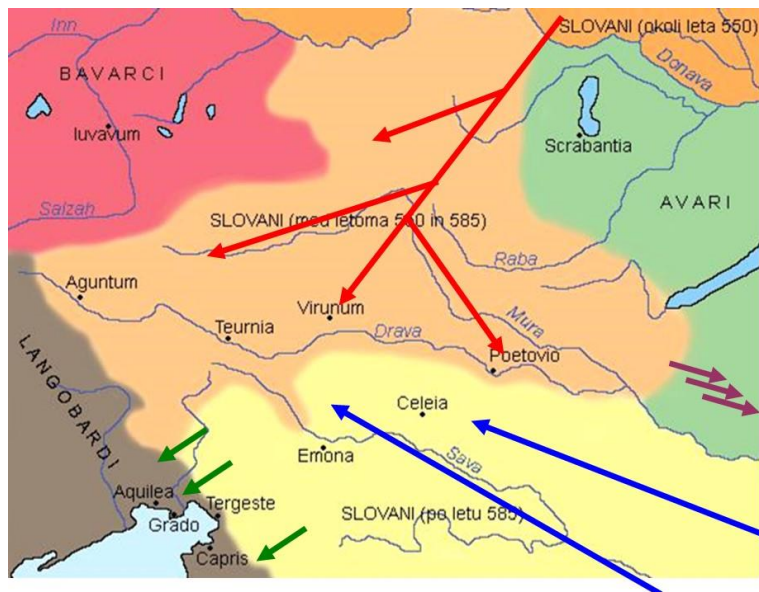 Inn
SLOVANI (okoli leta 550)
BAVARCI
Donava
Iuvavum
Scrabantia
AVARI
Salzah
SLOVANI (med letoma 550 in 585)
Raba
Aguntum
Virunum
Mura
Teurnia
Drava
Poetovio
LANGOBARDI
Celeia
Emona
Sava
Aquilea
Tergeste
SLOVANI (po letu 585)
Grado
Capris